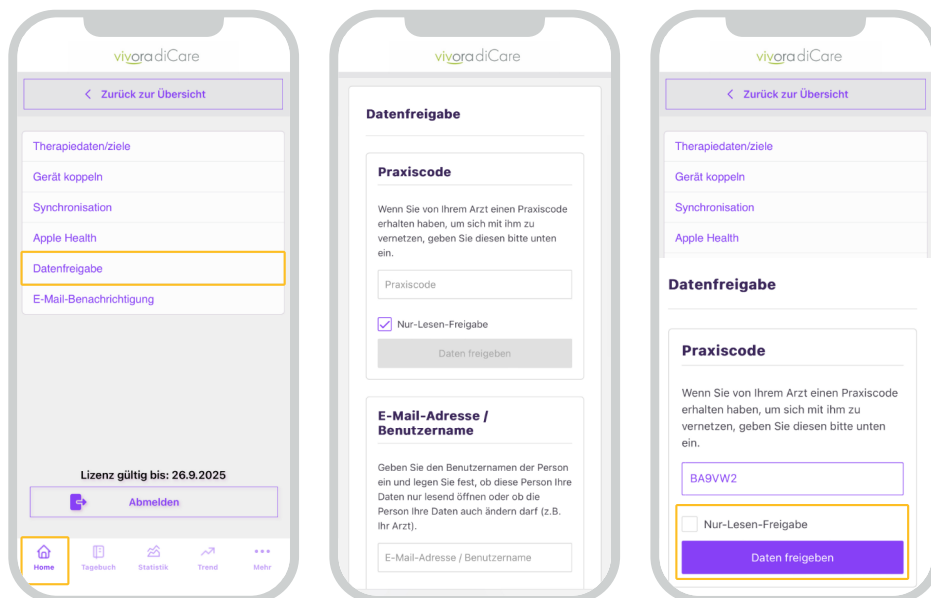 vivora diCare
Zurück zur Übersicht
Therapiedaten/ziele
Gerät koppeln
Synchronisation
Apple Health
Datenfreigabe
E-Mail-Benachrichtigung
Lizenz gültig bis: 26.9.2025
Abmelden
Home
Tagebuch
Statistik
Trend
Mehr
vivora diCare
Datenfreigabe
Praxiscode
Wenn Sie von Ihrem Arzt einen Praxiscode
erhalten haben, um sich mit ihm zu
vernetzen, geben Sie diesen bitte unten
ein.
Praxiscode
Nur-Lesen-Freigabe
Daten freigeben
E-Mail-Adresse /
Benutzername
Geben Sie den Benutzernamen der Person
ein und legen Sie fest, ob diese Person Ihre
Daten nur lesend öffnen oder ob die
Person Ihre Daten auch ändern darf (z.B.
Ihr Arzt).
E-Mail-Adresse / Benutzername
vivora diCare
Zurück zur Übersicht
Therapiedaten/ziele
Gerät koppeln
Synchronisation
Apple Health
Datenfreigabe
Praxiscode
Wenn Sie von Ihrem Arzt einen Praxiscode
erhalten haben, um sich mit ihm zu
vernetzen, geben Sie diesen bitte unten
ein.
BA9VW2
Nur-Lesen-Freigabe
Daten freigeben